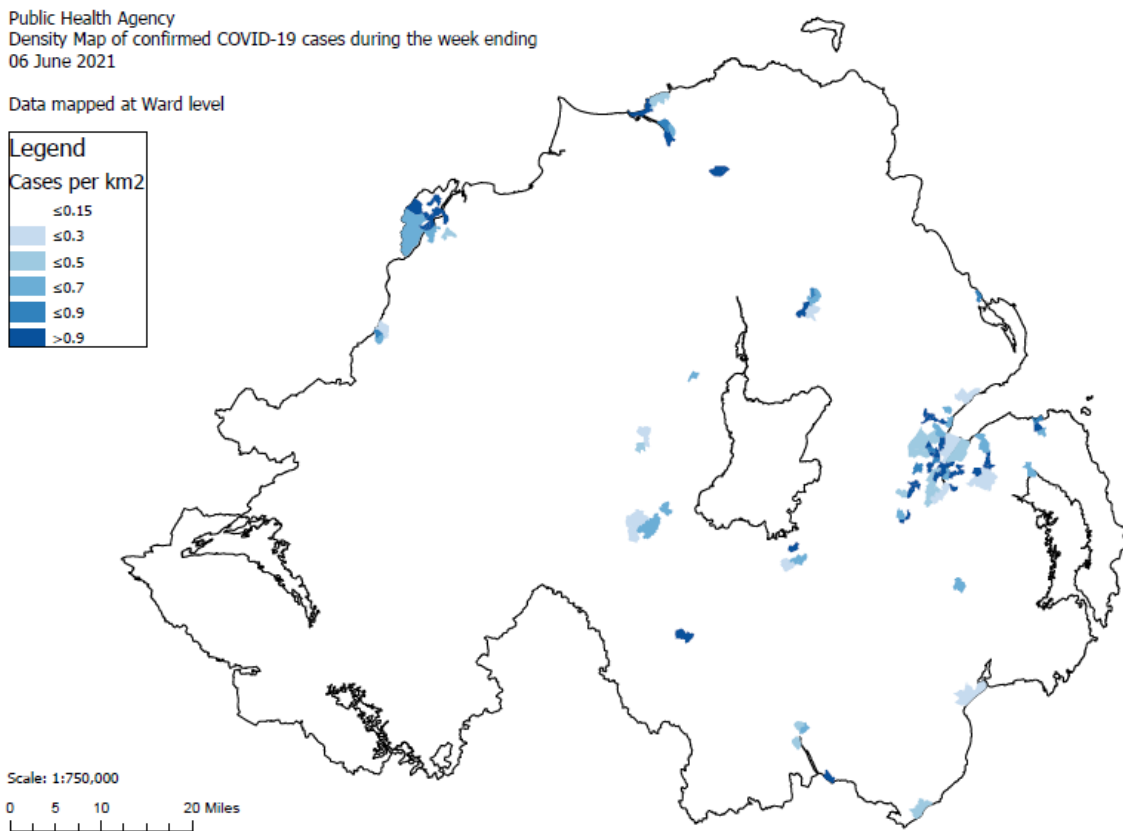 Public Health Agency
Density Map of confirmed COVID-19 cases during the week ending
06 June 2021
Data mapped at Ward level
Legend
Cases per km2
≤0.15
≤0.3
≤0.5
≤0.7
≤0.9
>0.9
Scale: 1:750,000
0 5 10 20 Miles